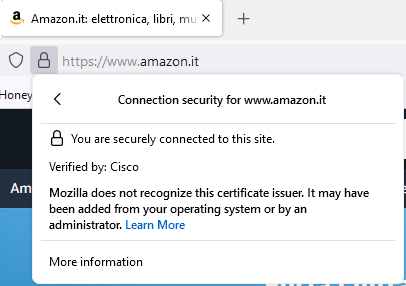 Amazon.it: elettronica, libri, mu
https://www.amazon.it
Honey
Connection security for www.amazon.it
You are securely connected to this site.
Verified by: Cisco
Mozilla does not recognize this certificate issuer. It may have
been added from your operating system or by an
administrator. Learn More
Am
More information